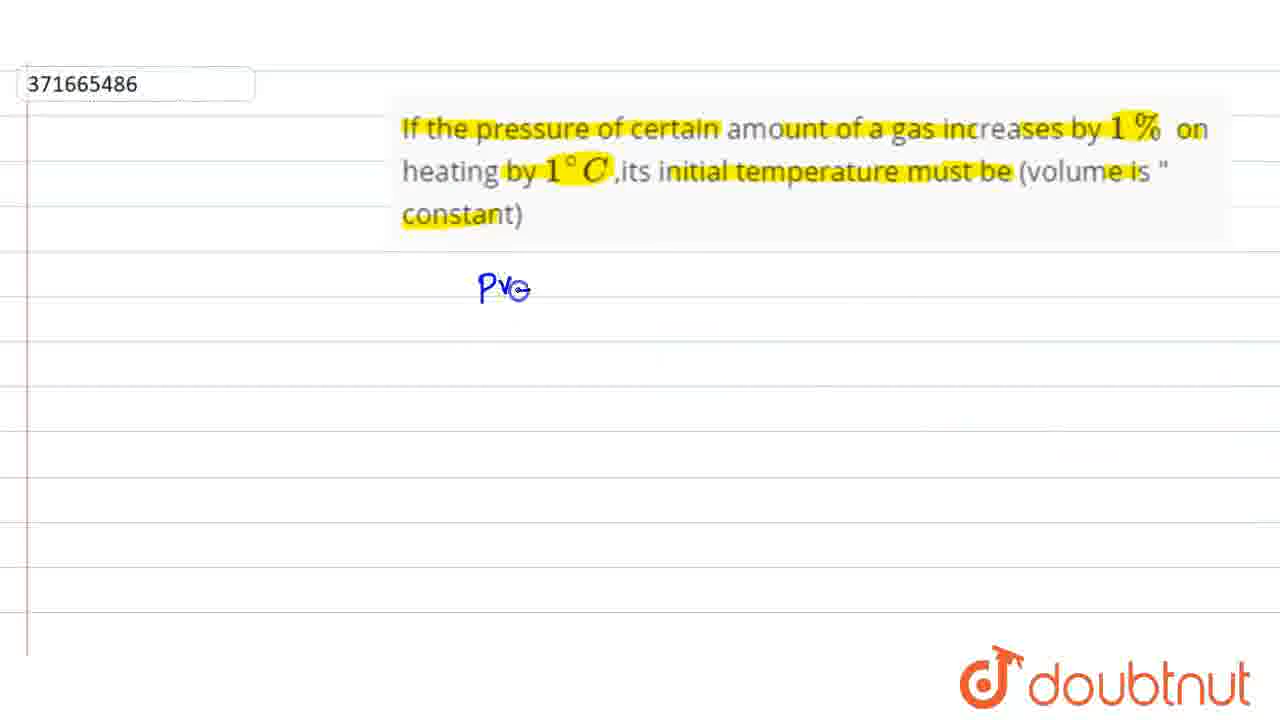 371665486
If the pressure of certain amount of a gas increases by 1% on
heating by 1°C ,its initial temperature must be (volume is "
constant)
PV=
doubtnut